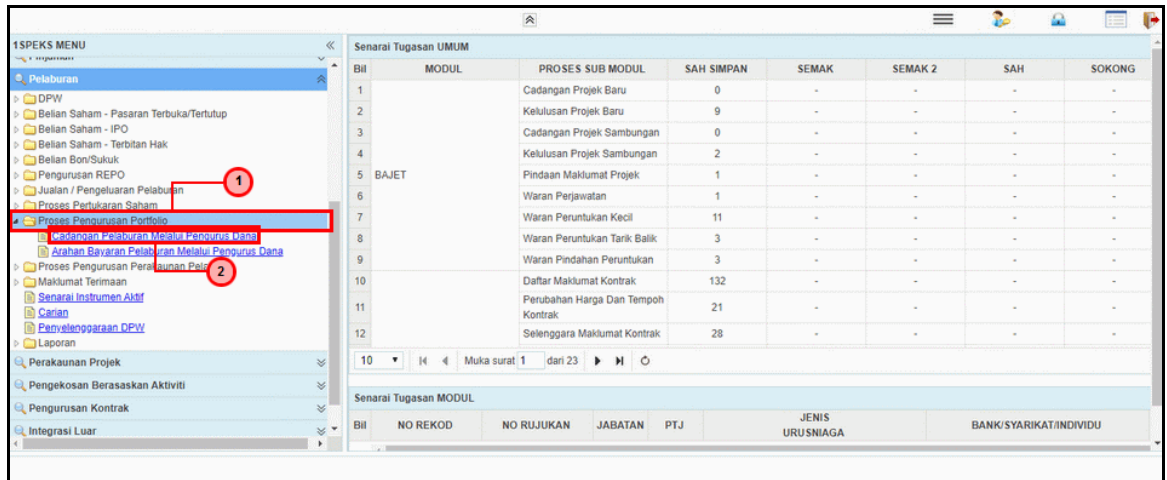 1SPEKS MENU
Pinjaman
Pelaburan
DPW
Belian Saham - Pasaran Terbuka/Tertutup
Belian Saham - IPO
Belian Saham - Terbitan Hak
Belian Bon/Sukuk
Pengurusan REPO
Jualan / Pengeluaran Pelaburan
Proses Pertukaran Saham
Proses Pengurusan Portfolio
Cadangan Pelaburan Melalui Pengurus Dana
Arahan Bayaran Pelaburan Melalui Pengurus Dana
Proses Pengurusan Perakaunan Pela
Maklumat Terimaan
Senarai Instrumen Aktif
Carian
Penyelenggaraan DPW
Laporan
Perakaunan Projek
Pengekosan Berasaskan Aktiviti
Pengurusan Kontrak
Integrasi Luar
1
2
Senarai Tugasan UMUM
Bil MODUL PROSES SUB MODUL SAH SIMPAN SEMAK SEMAK 2 SAH SOKONG
1 Cadangan Projek Baru 0 - - - -
2 Kelulusan Projek Baru 9 - - - -
3 Cadangan Projek Sambungan 0 - - - -
4 Kelulusan Projek Sambungan 2 - - - -
5 BAJET Pindaan Maklumat Projek 1 - - - -
6 Waran Perjawatan 1 - - - -
7 Waran Peruntukan Kecil 11 - - - -
8 Waran Peruntukan Tarik Balik 3 - - - -
9 Waran Pindahan Peruntukan 3 - - - -
10 Daftar Maklumat Kontrak 132 - - - -
11 Perubahan Harga Dan Tempoh Kontrak 21 - - - -
12 Selenggara Maklumat Kontrak 28 - - - -
10 Muka surat 1 dari 23
Senarai Tugasan MODUL
Bil NO REKOD NO RUJUKAN JABATAN PTJ JENIS URUSNIAGA BANK/SYARIKAT/INDIVIDU